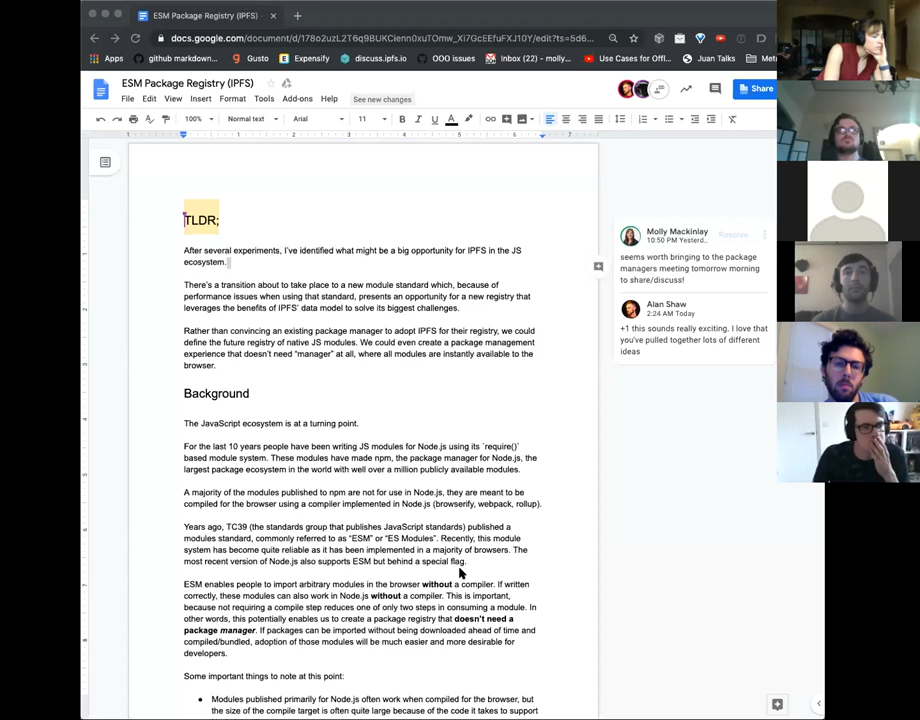 ESM Package Registry (IPFS)
docs.google.com/document/d/178o2uzL2T6q9BUKCienn0xuTOmw_Xi7GcEEfuFXJ10Y/edit?ts=5d6...
Apps
github markdown...
Gusto
Expensify
discuss.ipfs.io
OOO issues
Inbox (22) - molly...
Use Cases for Offl...
Juan Talks
Met
ESM Package Registry (IPFS)
File Edit View Insert Format Tools Add-ons Help See new changes
Share
100% Normal text Arial 11 B I U A
TLDR;
After several experiments, I've identified what might be a big opportunity for IPFS in the JS
ecosystem.
There's a transition about to take place to a new module standard which, because of
performance issues when using that standard, presents an opportunity for a new registry that
leverages the benefits of IPFS' data model to solve its biggest challenges.
Rather than convincing an existing package manager to adopt IPFS for their registry, we could
define the future registry of native JS modules. We could even create a package management
experience that doesn't need "manager" at all, where all modules are instantly available to the
browser.
Background
The JavaScript ecosystem is at a turning point.
For the last 10 years people have been writing JS modules for Node.js using its `require()`
based module system. These modules have made npm, the package manager for Node.js, the
largest package ecosystem in the world with well over a million publicly available modules.
A majority of the modules published to npm are not for use in Node.js, they are meant to be
compiled for the browser using a compiler implemented in Node.js (browserify, webpack, rollup).
Years ago, TC39 (the standards group that publishes JavaScript standards) published a
modules standard, commonly referred to as "ESM" or "ES Modules". Recently, this module
system has become quite reliable as it has been implemented in a majority of browsers. The
most recent version of Node.js also supports ESM but behind a special flag.
ESM enables people to import arbitrary modules in the browser without a compiler. If written
correctly, these modules can also work in Node.js without a compiler. This is important,
because not requiring a compile step reduces one of only two steps in consuming a module. In
other words, this potentially enables us to create a package registry that doesn't need a
package manager. If packages can be imported without being downloaded ahead of time and
compiled/bundled, adoption of those modules will be much easier and more desirable for
developers.
Some important things to note at this point:
● Modules published primarily for Node.js often work when compiled for the browser, but
the size of the compile target is often quite large because of the code it takes to support
Molly Mackinlay
10:50 PM Yesterd...
Resolve
seems worth bringing to the package
managers meeting tomorrow morning
to share/discuss!
Alan Shaw
2:24 AM Today
+1 this sounds really exciting. I love that
you've pulled together lots of different
ideas